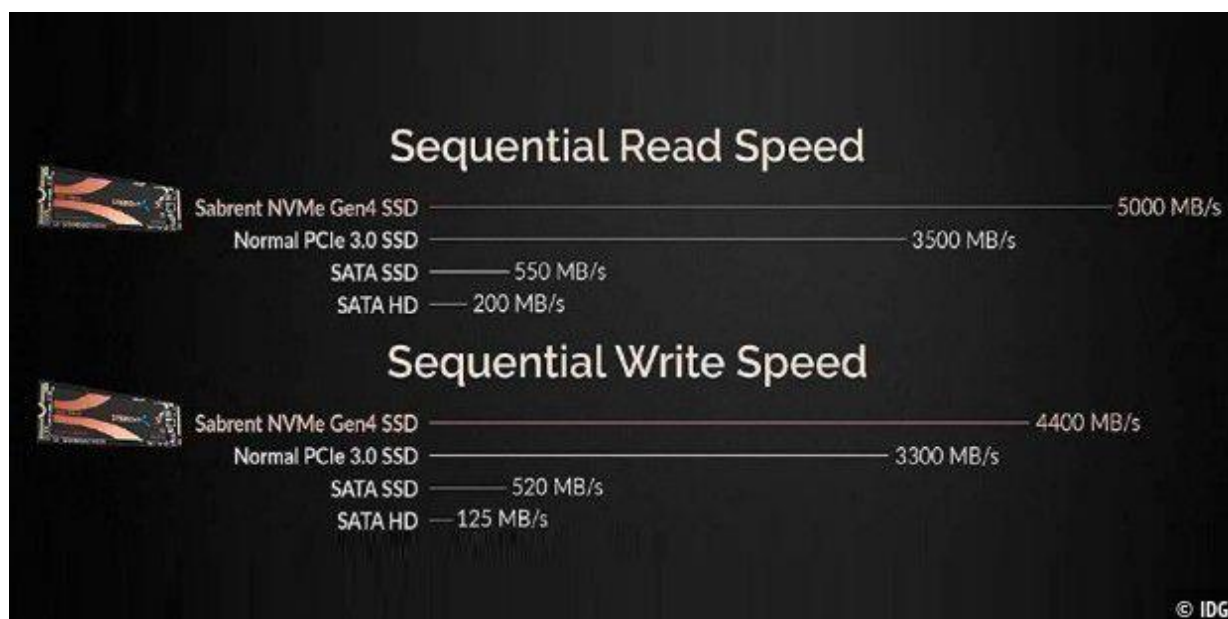 Sequential Read Speed
Sabrent NVMe Gen4 SSD 5000 MB/s
Normal PCIe 3.0 SSD 3500 MB/s
SATA SSD 550 MB/s
SATA HD 200 MB/s
Sequential Write Speed
Sabrent NVMe Gen4 SSD 4400 MB/s
Normal PCIe 3.0 SSD 3300 MB/s
SATA SSD 520 MB/s
SATA HD 125 MB/s
© IDG